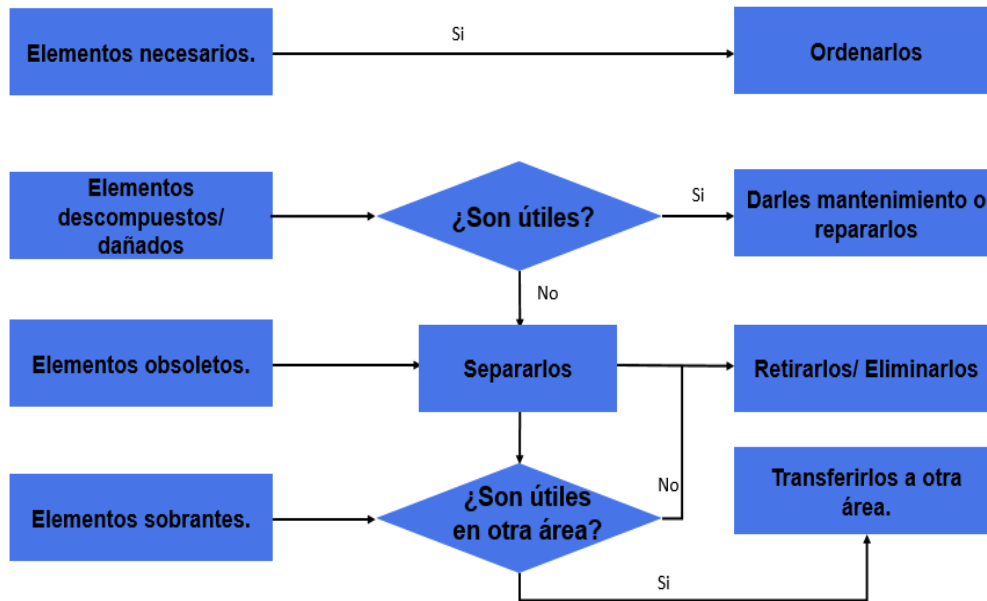 Elementos necesarios.
Si
Ordenarlos
Elementos
descompuestos/
dañados
¿Son útiles?
Si
Darles mantenimiento o
repararlos
No
Elementos obsoletos.
Separarlos
Retirarlos/ Eliminarlos
Elementos sobrantes.
¿Son útiles
en otra área?
No
Transferirlos a otra
área.
Si